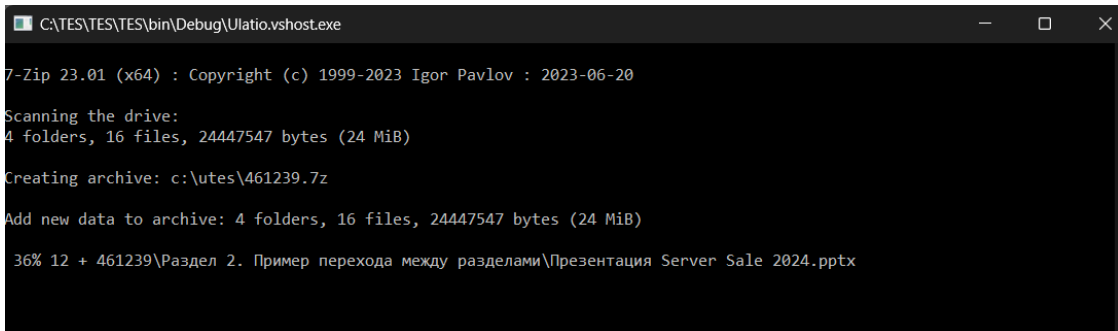 C:\TES\TES\TES\bin\Debug\Ulatio.vshost.exe
7-Zip 23.01 (x64) : Copyright (c) 1999-2023 Igor Pavlov : 2023-06-20
Scanning the drive:
4 folders, 16 files, 24447547 bytes (24 MiB)
Creating archive: c:\utes\461239.7z
Add new data to archive: 4 folders, 16 files, 24447547 bytes (24 MiB)
36% 12 + 461239\Раздел 2. Пример перехода между разделами\Презентация Server Sale 2024.pptx